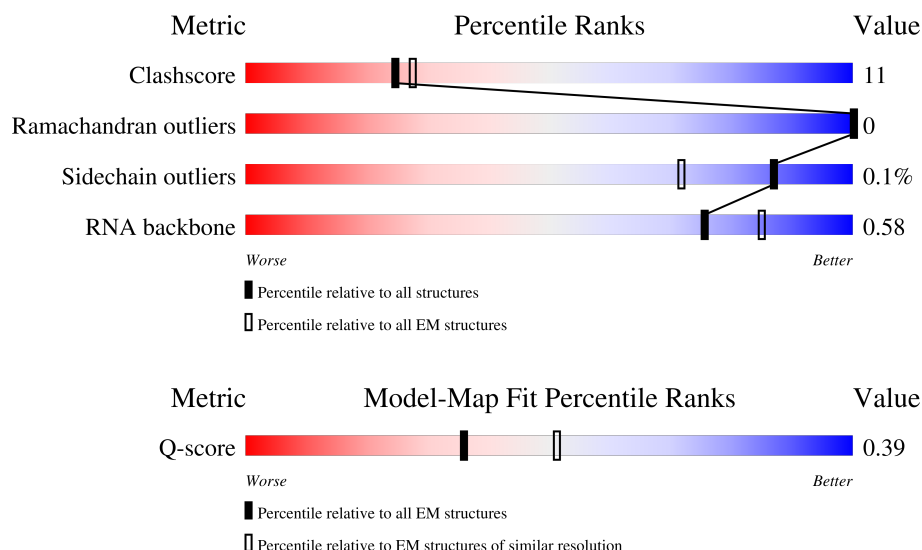 Metric Percentile Ranks Value
Clashscore 11
Ramachandran outliers 0
Sidechain outliers 0.1%
RNA backbone 0.58
Worse Better
Percentile relative to all structures
Percentile relative to all EM structures
Metric Model-Map Fit Percentile Ranks Value
Q-score 0.39
Worse Better
Percentile relative to all EM structures
Percentile relative to EM structures of similar resolution